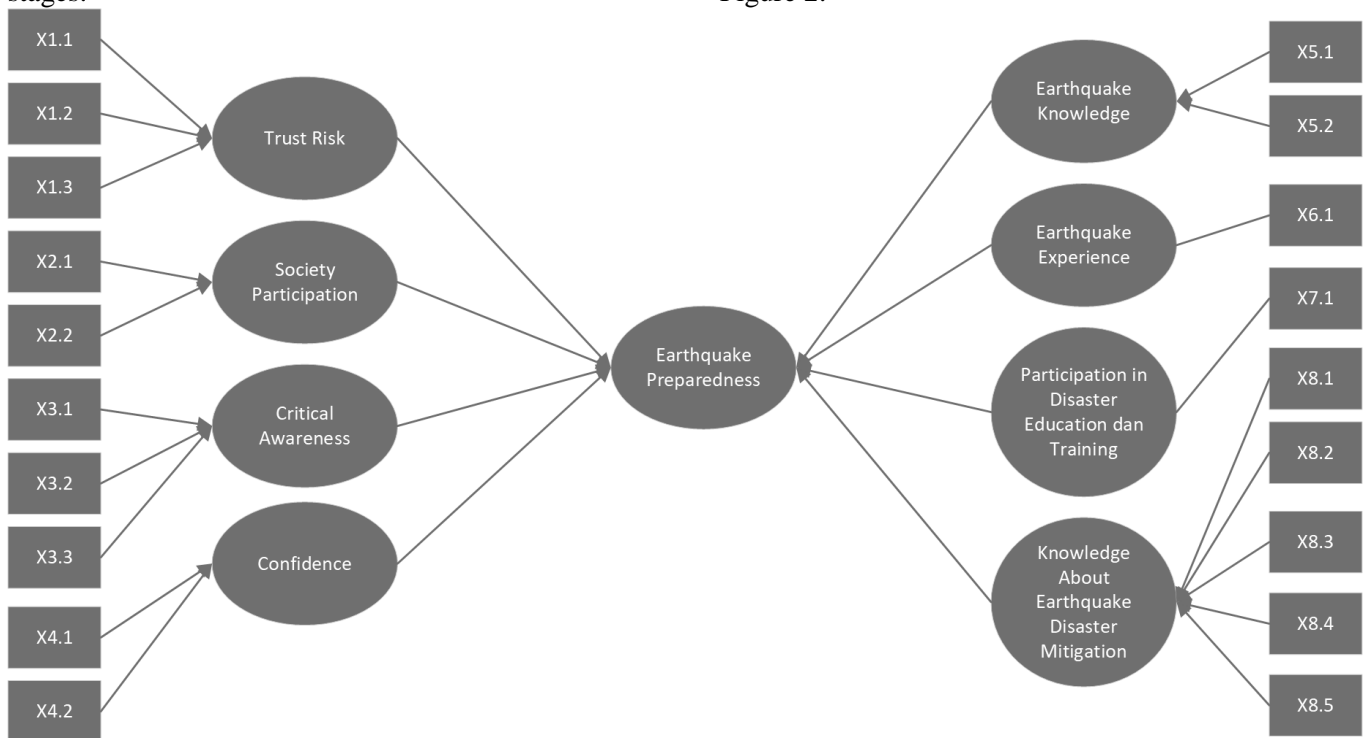 stages.
Figure 2.
X1.1
X1.2
X1.3
X2.1
X2.2
X3.1
X3.2
X3.3
X4.1
X4.2
Trust Risk
Society
Participation
Critical
Awareness
Confidence
Earthquake
Preparedness
Earthquake
Knowledge
Earthquake
Experience
Participation in
Disaster
Education dan
Training
Knowledge
About
Earthquake
Disaster
Mitigation
X5.1
X5.2
X6.1
X7.1
X8.1
X8.2
X8.3
X8.4
X8.5